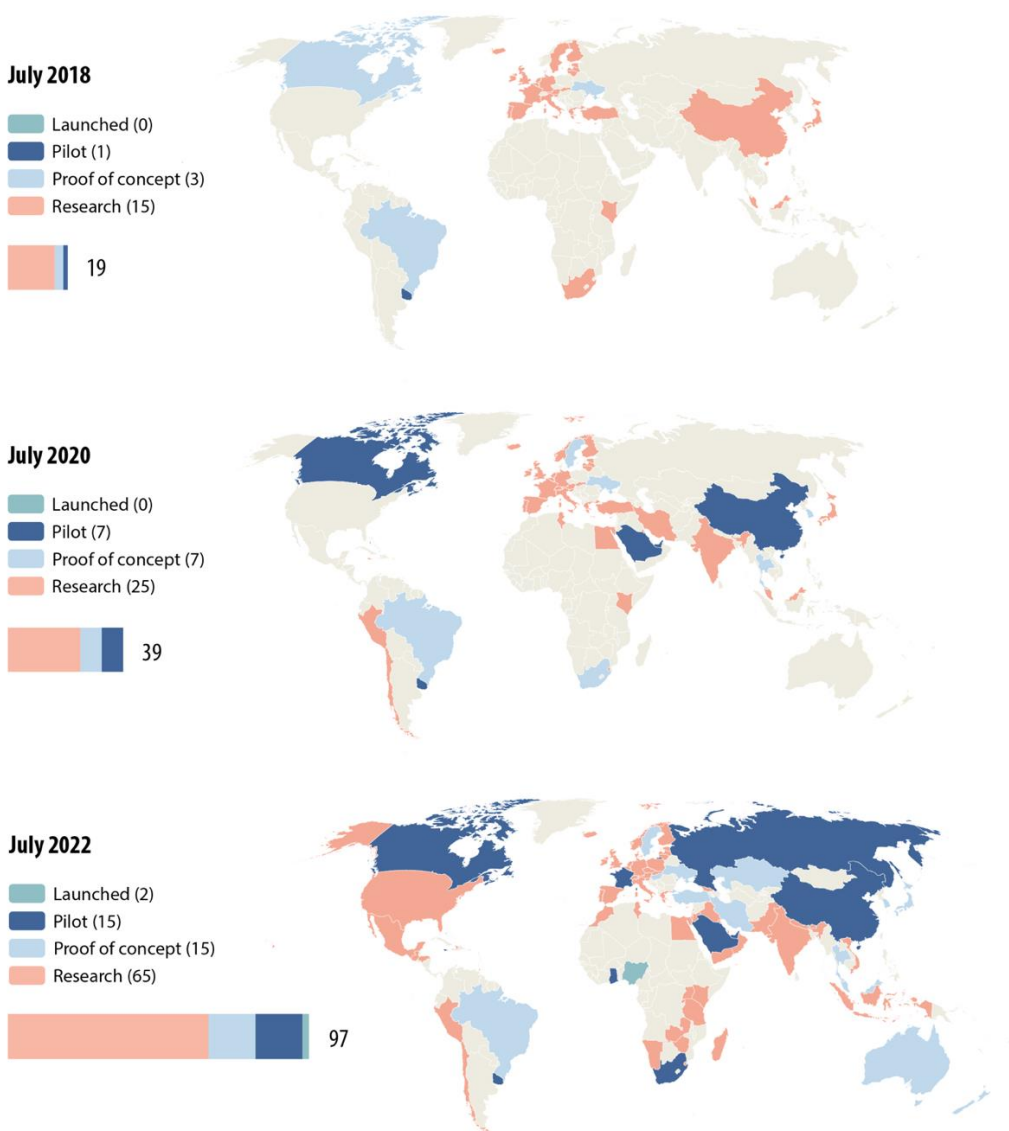 July 2018
Launched (0)
Pilot (1)
Proof of concept (3)
Research (15)
19
July 2020
Launched (0)
Pilot (7)
Proof of concept (7)
Research (25)
39
July 2022
Launched (2)
Pilot (15)
Proof of concept (15)
Research (65)
97